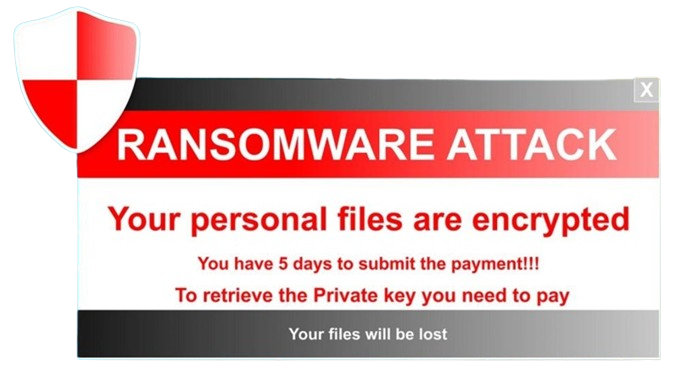 X
RANSOMWARE ATTACK
Your personal files are encrypted
You have 5 days to submit the payment!!!
To retrieve the Private key you need to pay
Your files will be lost